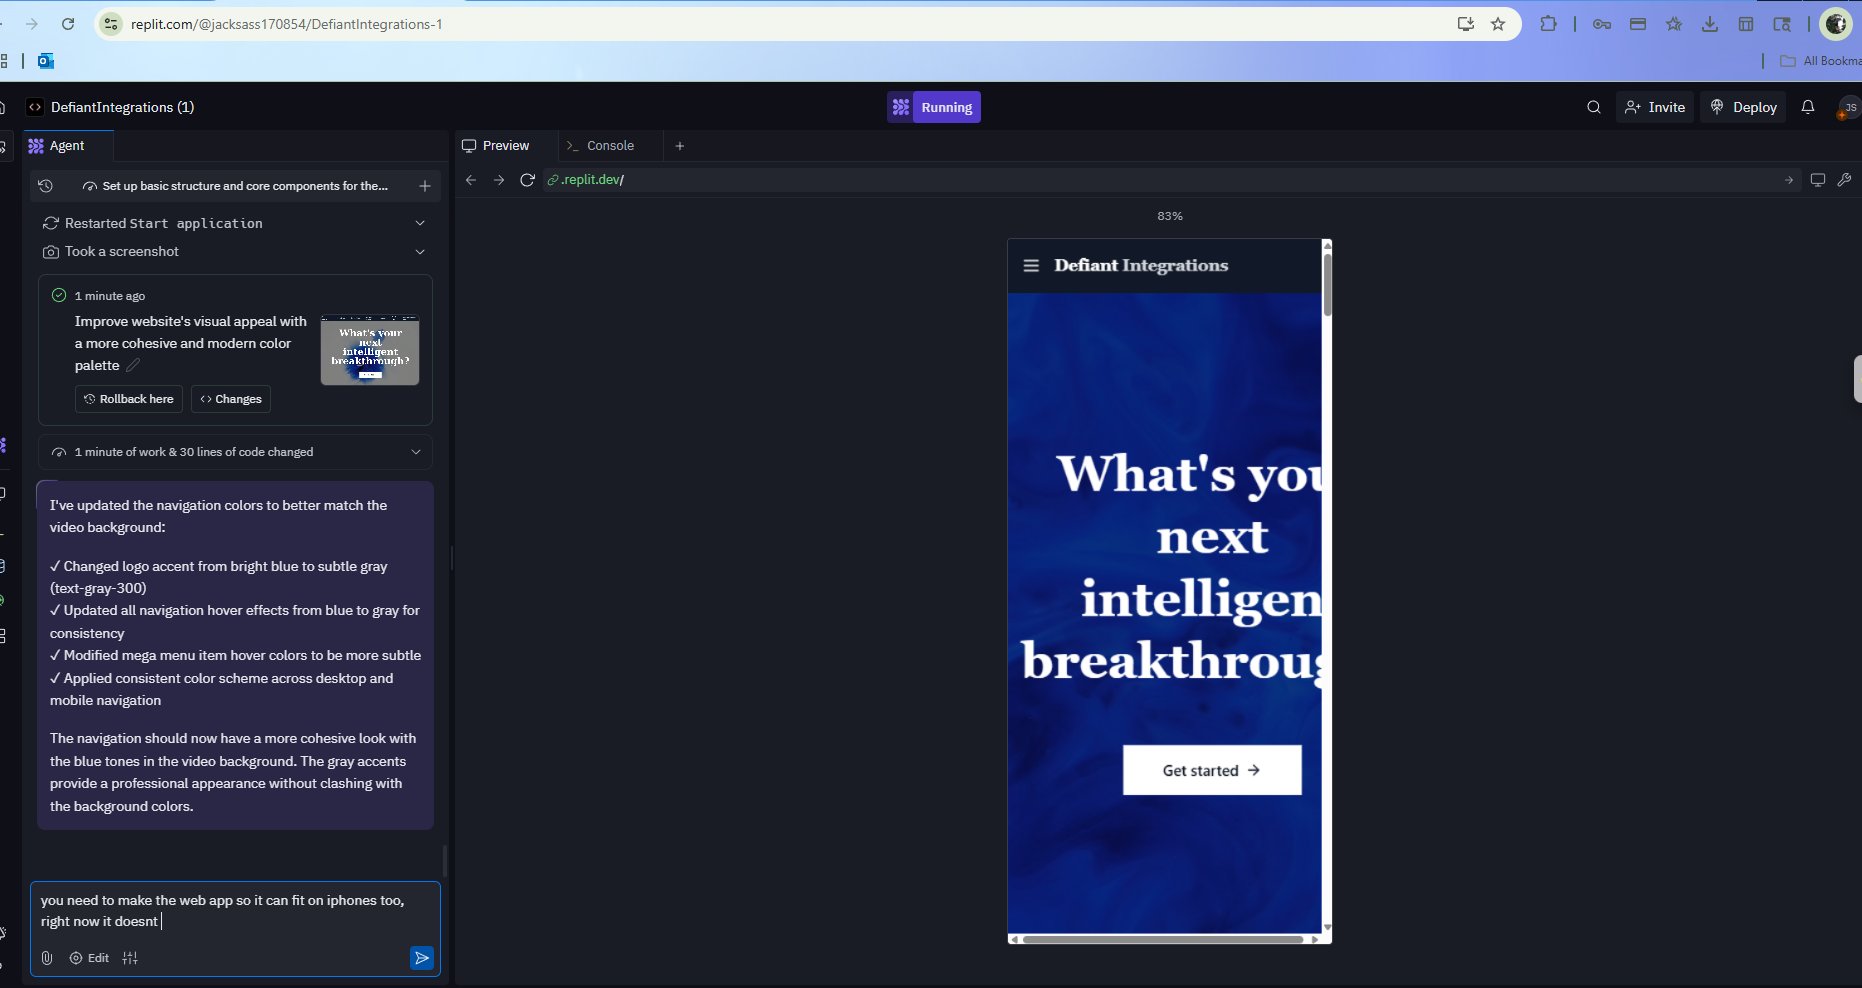 replit.com/@jacksass170854/DefiantIntegrations-1
All Bookma
DefiantIntegrations (1)
Running
Invite
Deploy
JS
Agent
Preview
Console
Set up basic structure and core components for the...
.replit.dev/
Restarted Start application
Took a screenshot
83%
1 minute ago
Improve website's visual appeal with
a more cohesive and modern color
palette
What's your
next
intelligent
breakthrough?
Rollback here
Changes
1 minute of work & 30 lines of code changed
I've updated the navigation colors to better match the
video background:
✓ Changed logo accent from bright blue to subtle gray
(text-gray-300)
✓ Updated all navigation hover effects from blue to gray for
consistency
✓ Modified mega menu item hover colors to be more subtle
✓ Applied consistent color scheme across desktop and
mobile navigation
The navigation should now have a more cohesive look with
the blue tones in the video background. The gray accents
provide a professional appearance without clashing with
the background colors.
you need to make the web app so it can fit on iphones too,
right now it doesnt
Edit
Defiant Integrations
What's you
next
intelligen
breakthroug
Get started →